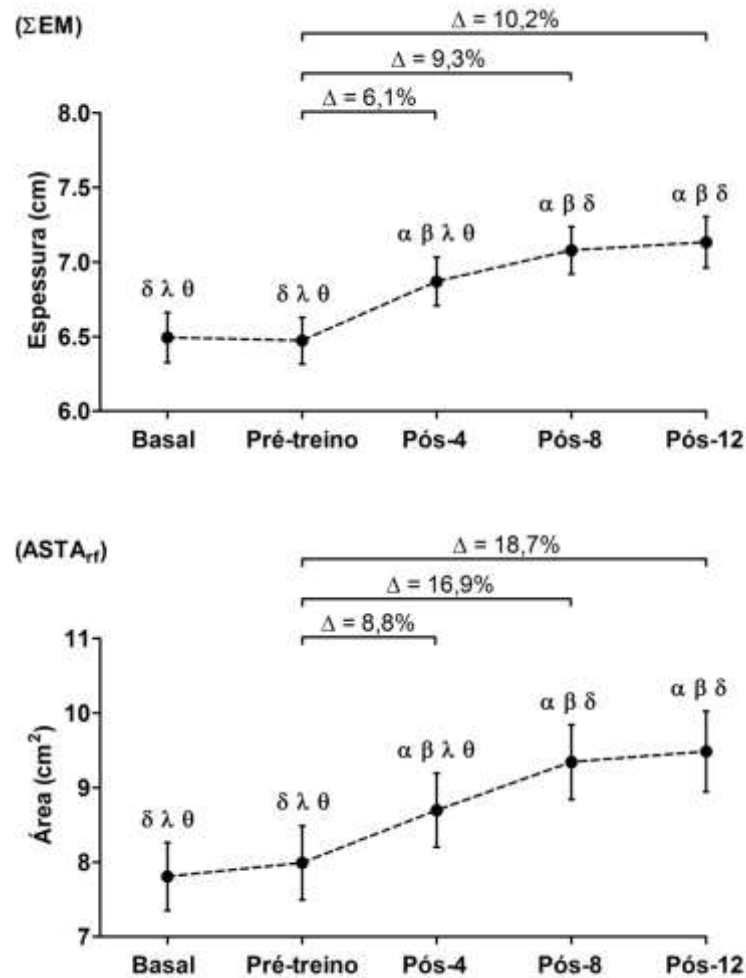 (ΣEM)
Δ = 10,2%
Δ = 9,3%
Δ = 6,1%
8.0
7.5
7.0
6.5
6.0
Espessura (cm)
δ λ θ
δ λ θ
α β λ θ
α β δ
α β δ
Basal Pré-treino Pós-4 Pós-8 Pós-12
(ASTArf)
Δ = 18,7%
Δ = 16,9%
Δ = 8,8%
11
10
9
8
7
Área (cm²)
δ λ θ
δ λ θ
α β λ θ
α β δ
α β δ
Basal Pré-treino Pós-4 Pós-8 Pós-12